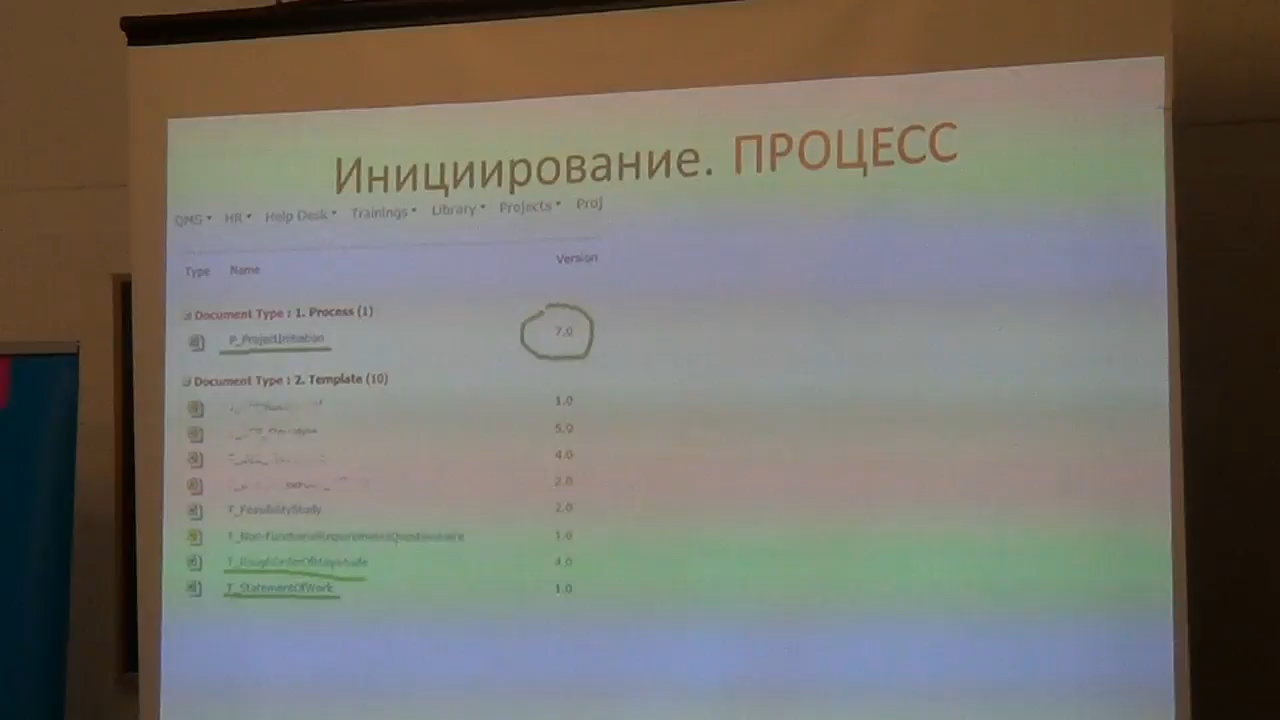 Инициирование. ПРОЦЕСС
QMS HR Help Desk Trainings Library Projects Proj
Type Name Version
Document Type : 1. Process (1)
P_ProjectInitiation 7.0
Document Type : 2. Template (10)
1.0
5.0
4.0
2.0
T_FeasibilityStudy 2.0
T_Non-FunctionalRequirementsQuestionnaire 1.0
T_RoughOrderOfMagnitude 4.0
T_StatementOfWork 1.0